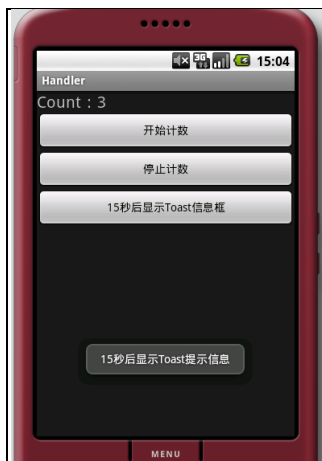 3G 15:04
Handler
Count : 3
开始计数
停止计数
15秒后显示Toast信息框
15秒后显示Toast提示信息
MENU